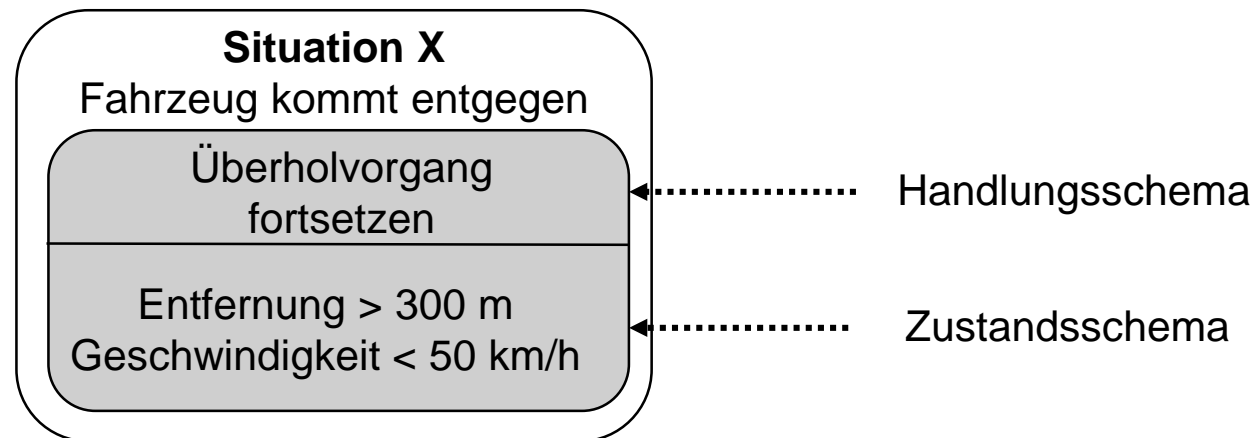 Situation X
Fahrzeug kommt entgegen
Überholvorgang
fortsetzen
Handlungsschema
Entfernung > 300 m
Geschwindigkeit < 50 km/h
Zustandsschema